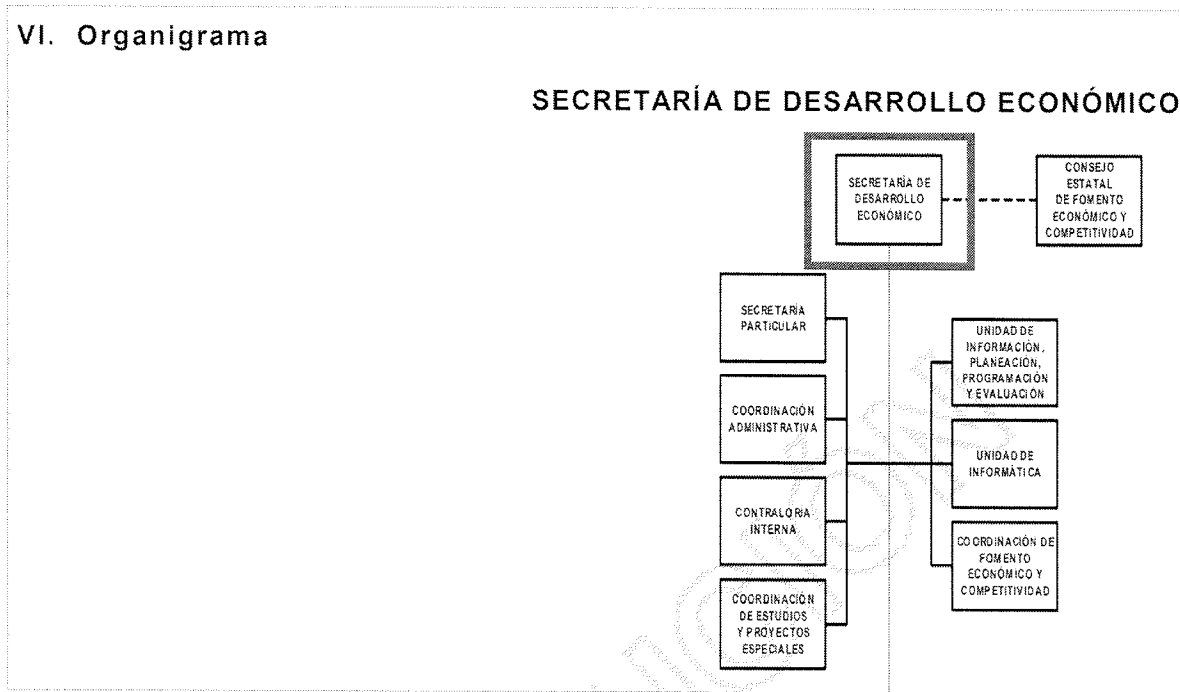 VI. Organigrama
SECRETARÍA DE DESARROLLO ECONÓMICO
SECRETARÍA DE
DESARROLLO
ECONÓMICO
CONSEJO
ESTATAL
DE FOMENTO
ECONÓMICO Y
COMPETITIVIDAD
SECRETARÍA
PARTICULAR
COORDINACIÓN
ADMINISTRATIVA
CONTRALORÍA
INTERNA
COORDINACIÓN
DE ESTUDIOS
Y PROYECTOS
ESPECIALES
UNIDAD DE
INFORMACIÓN,
PLANEACIÓN,
PROGRAMACIÓN
Y EVALUACIÓN
UNIDAD DE
INFORMÁTICA
COORDINACIÓN DE
FOMENTO
ECONÓMICO Y
COMPETITIVIDAD